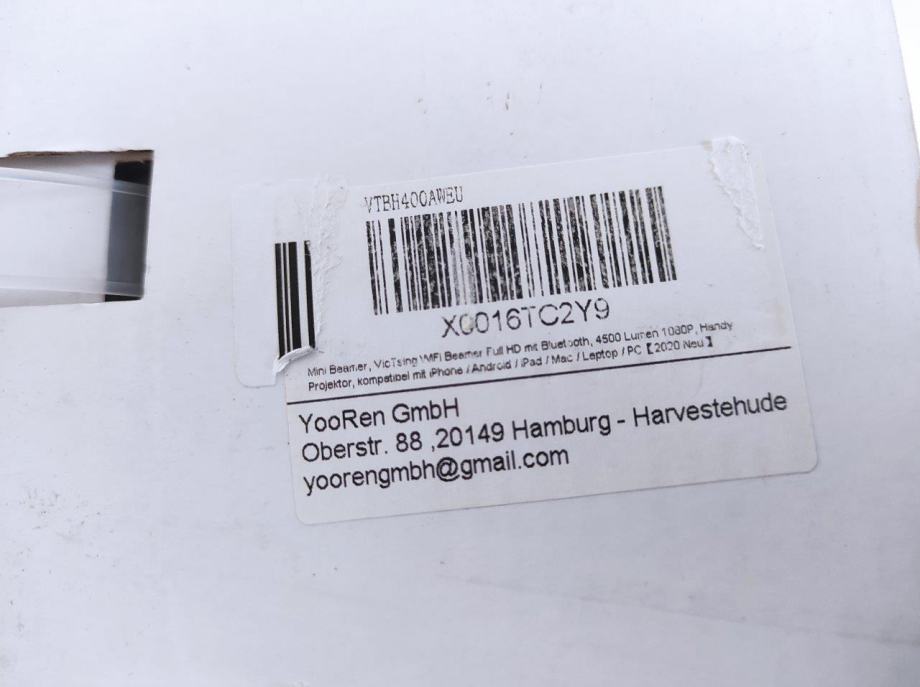 VTBH400AWEU
X0016TC2Y9
Mini Beamer, VicTsing WiFi Beamer Full HD mit Bluetooth, 4500 Lumen 1080P, Handy
Projektor, kompatibel mit iPhone / Android / iPad / Mac / Laptop / PC【2020 Neu】
YooRen GmbH
Oberstr. 88 ,20149 Hamburg - Harvestehude
yoorengmbh@gmail.com